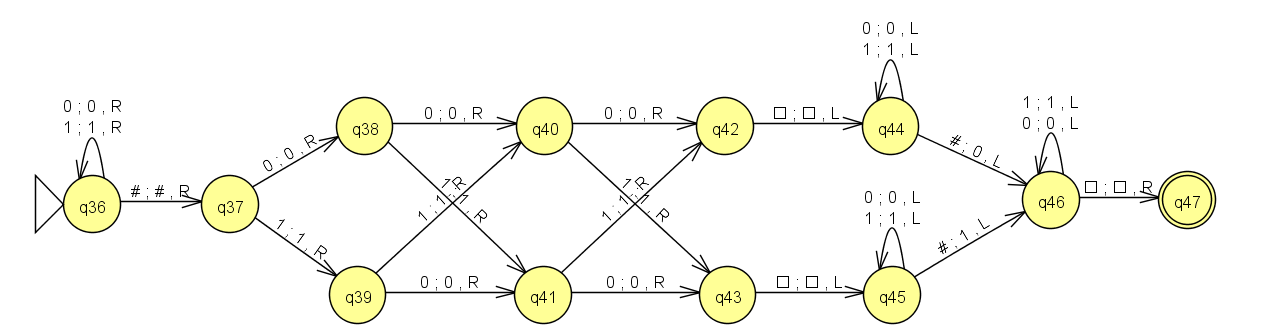 0 ; 0 , L
1 ; 1 , L
0 ; 0 , R
1 ; 1 , R
1 ; 1 , L
0 ; 0 , L
q38
0 ; 0 , R
q40
0 ; 0 , R
q42
□ ; □ , L
q44
0 ; 0 , R
# ; 0 , L
# ; # , R
1 ; 1 , R
1 ; 1 , R
1 ; 1 , R
1 ; 1 , R
□ ; □ , R
q36
q37
q46
q47
0 ; 0 , L
1 ; 1 , L
1 ; 1 , R
# ; 1 , L
q39
0 ; 0 , R
q41
0 ; 0 , R
q43
□ ; □ , L
q45